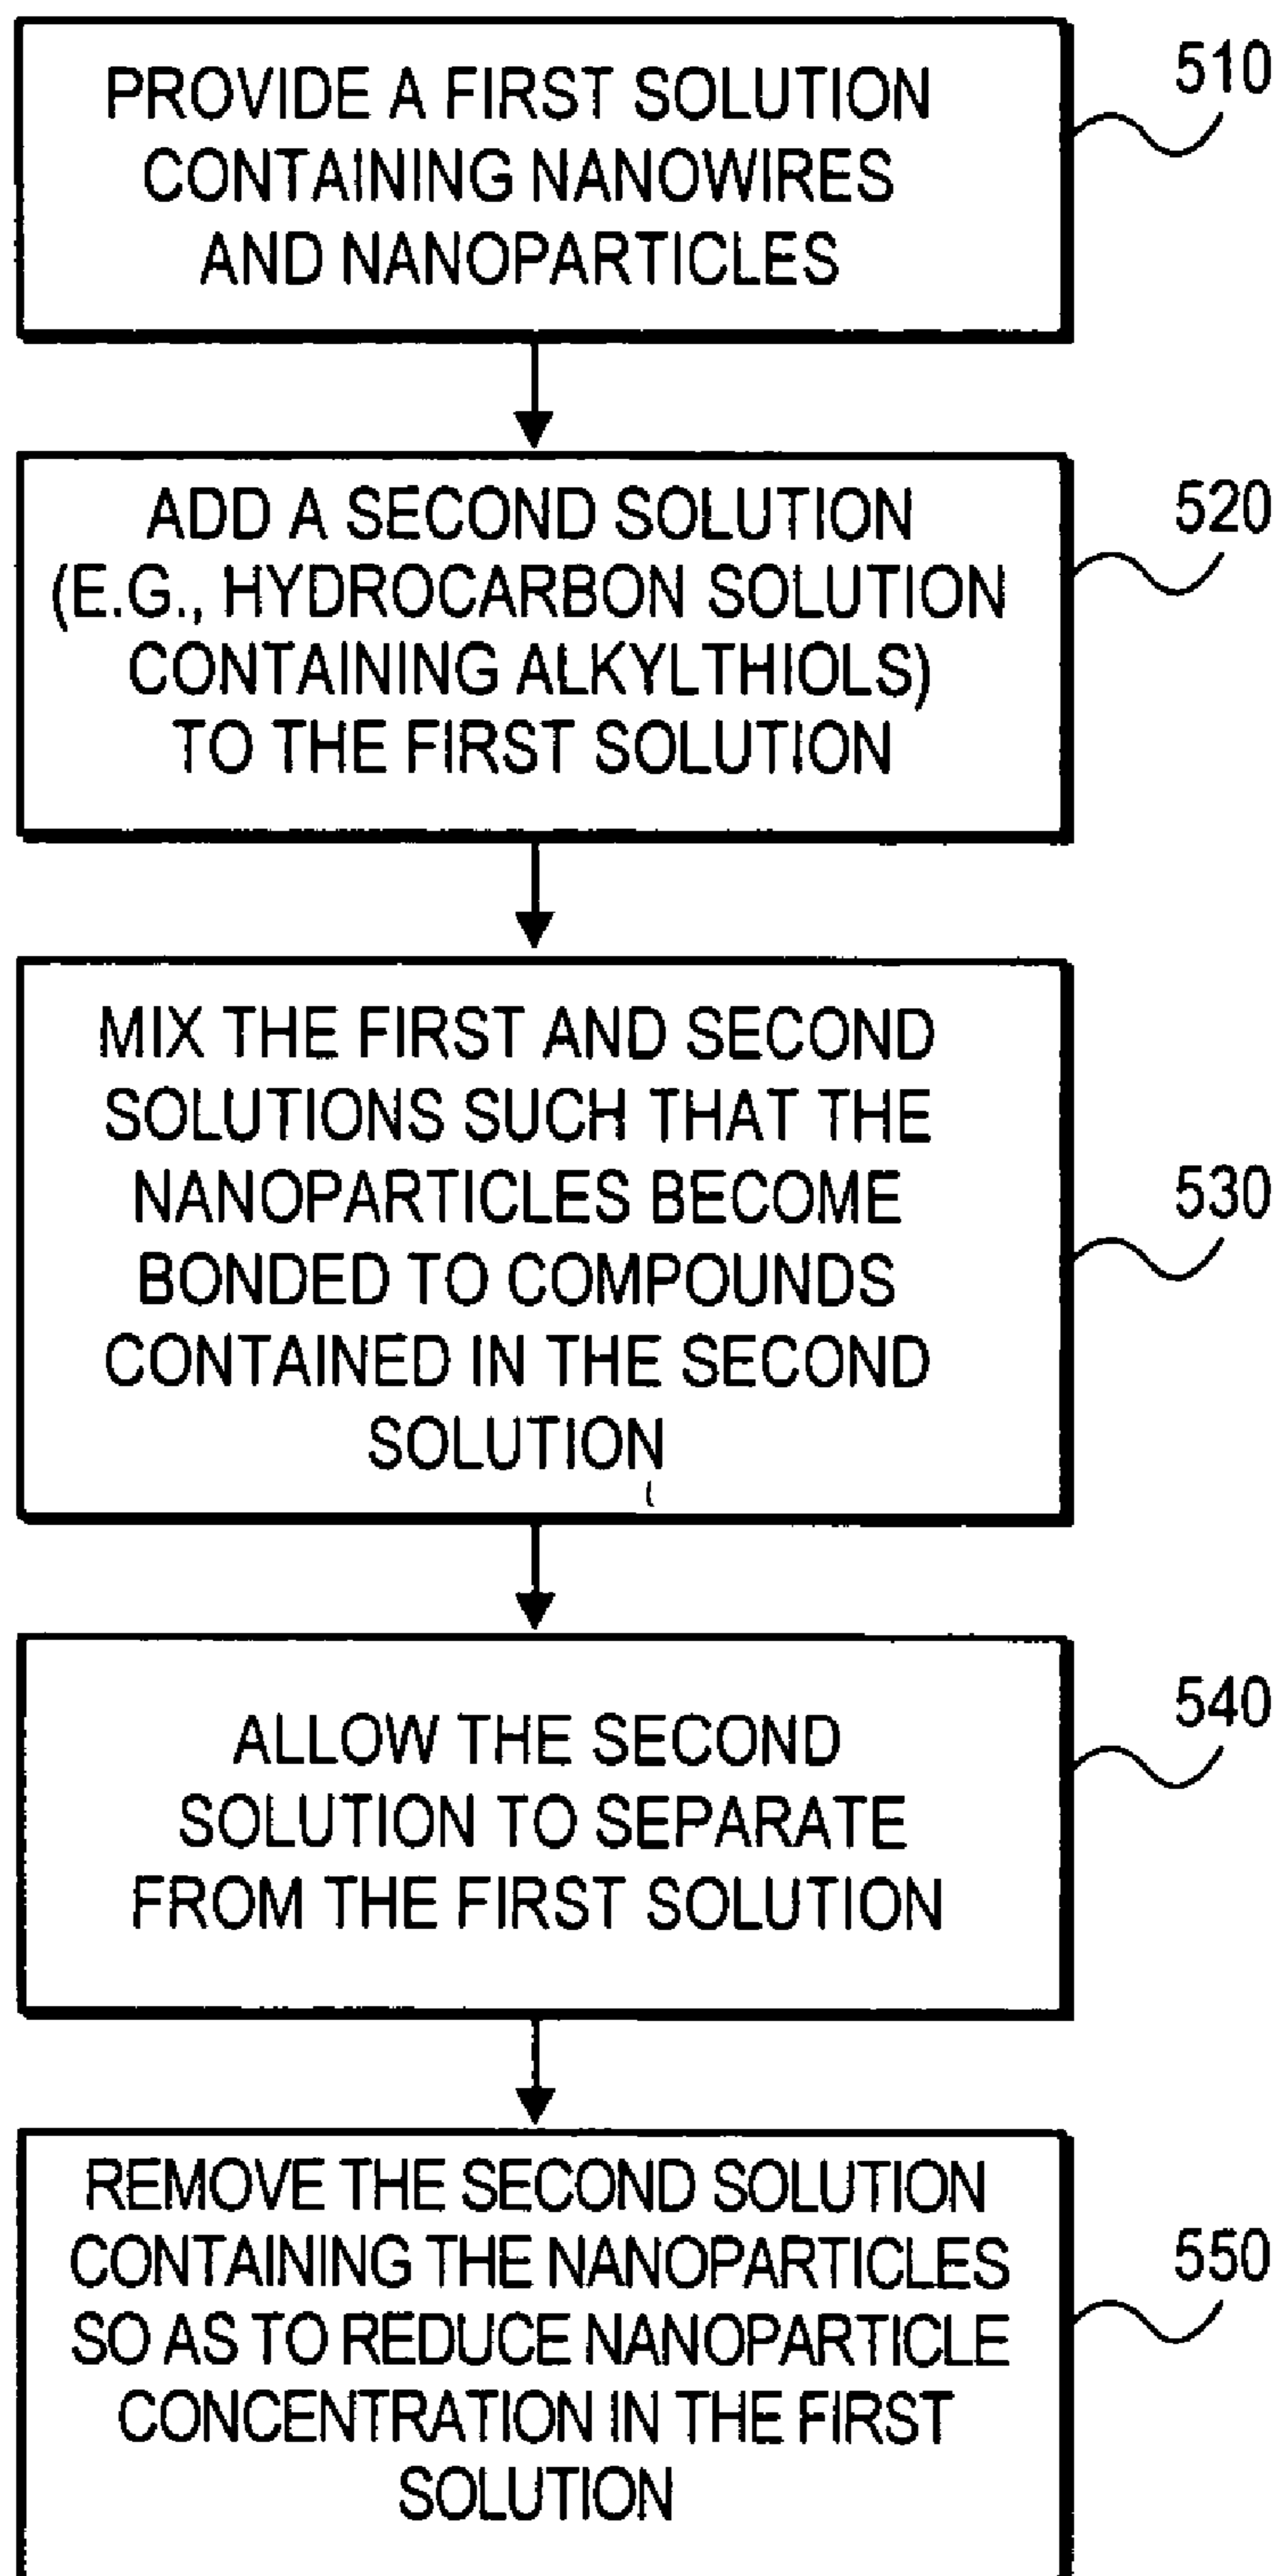 PROVIDE A FIRST SOLUTION
CONTAINING NANOWIRES
AND NANOPARTICLES
510
ADD A SECOND SOLUTION
(E.G., HYDROCARBON SOLUTION
CONTAINING ALKYLTHIOLS)
TO THE FIRST SOLUTION
520
MIX THE FIRST AND SECOND
SOLUTIONS SUCH THAT THE
NANOPARTICLES BECOME
BONDED TO COMPOUNDS
CONTAINED IN THE SECOND
SOLUTION
530
ALLOW THE SECOND
SOLUTION TO SEPARATE
FROM THE FIRST SOLUTION
540
REMOVE THE SECOND SOLUTION
CONTAINING THE NANOPARTICLES
SO AS TO REDUCE NANOPARTICLE
CONCENTRATION IN THE FIRST
SOLUTION
550